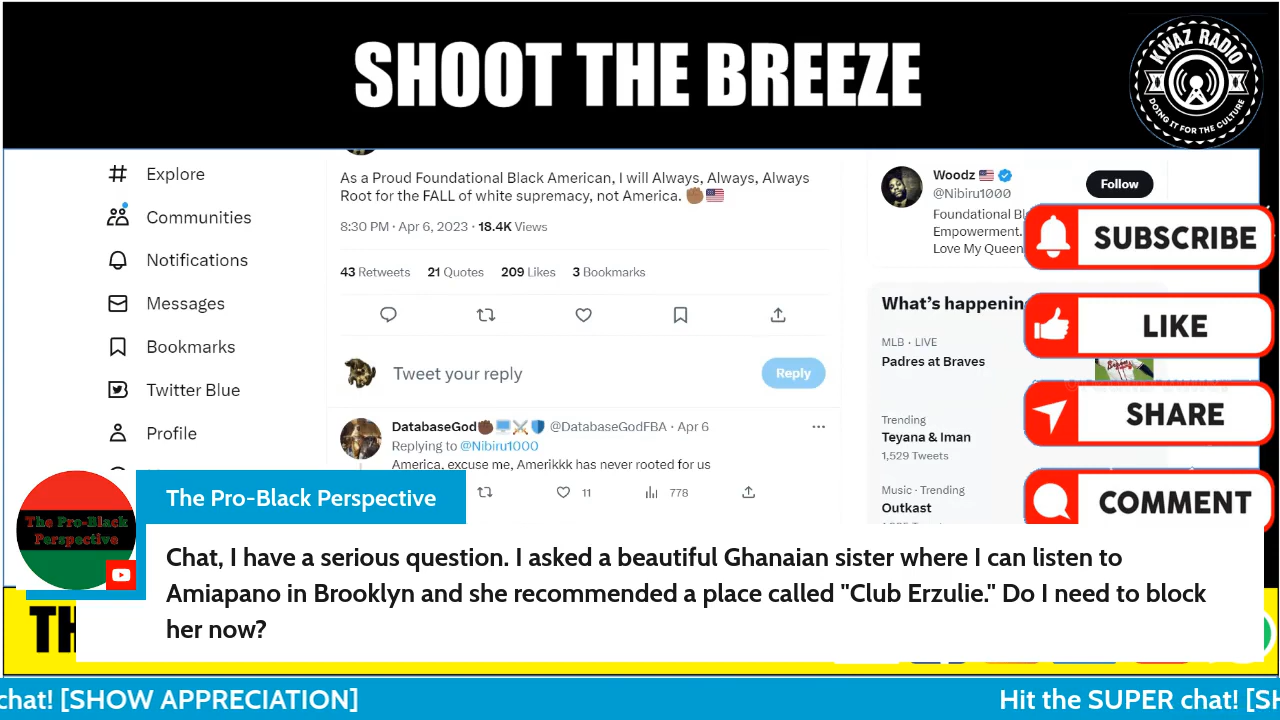 SHOOT THE BREEZE
KWAZ RADIO
DOING IT FOR THE CULTURE
Explore
Communities
Notifications
Messages
Bookmarks
Twitter Blue
Profile
As a Proud Foundational Black American, I will Always, Always, Always
Root for the FALL of white supremacy, not America. ✊🏾🇺🇸
8:30 PM · Apr 6, 2023 · 18.4K Views
43 Retweets 21 Quotes 209 Likes 3 Bookmarks
Tweet your reply
Reply
DatabaseGod✊🏾🖥️⚔️🛡️ @DatabaseGodFBA · Apr 6
Replying to @Nibiru1000
America, excuse me, Amerikkk has never rooted for us
11 778
Woodz 🇺🇸
@Nibiru1000
Follow
Foundational Bl
Empowerment.
Love My Queen
What's happenin
MLB · LIVE
Padres at Braves
Trending
Teyana & Iman
1,529 Tweets
Music · Trending
Outkast
SUBSCRIBE
LIKE
SHARE
COMMENT
The Pro-Black
Perspective
The Pro-Black Perspective
Chat, I have a serious question. I asked a beautiful Ghanaian sister where I can listen to
Amiapano in Brooklyn and she recommended a place called "Club Erzulie." Do I need to block
her now?
TH
chat! [SHOW APPRECIATION] Hit the SUPER chat! [SH